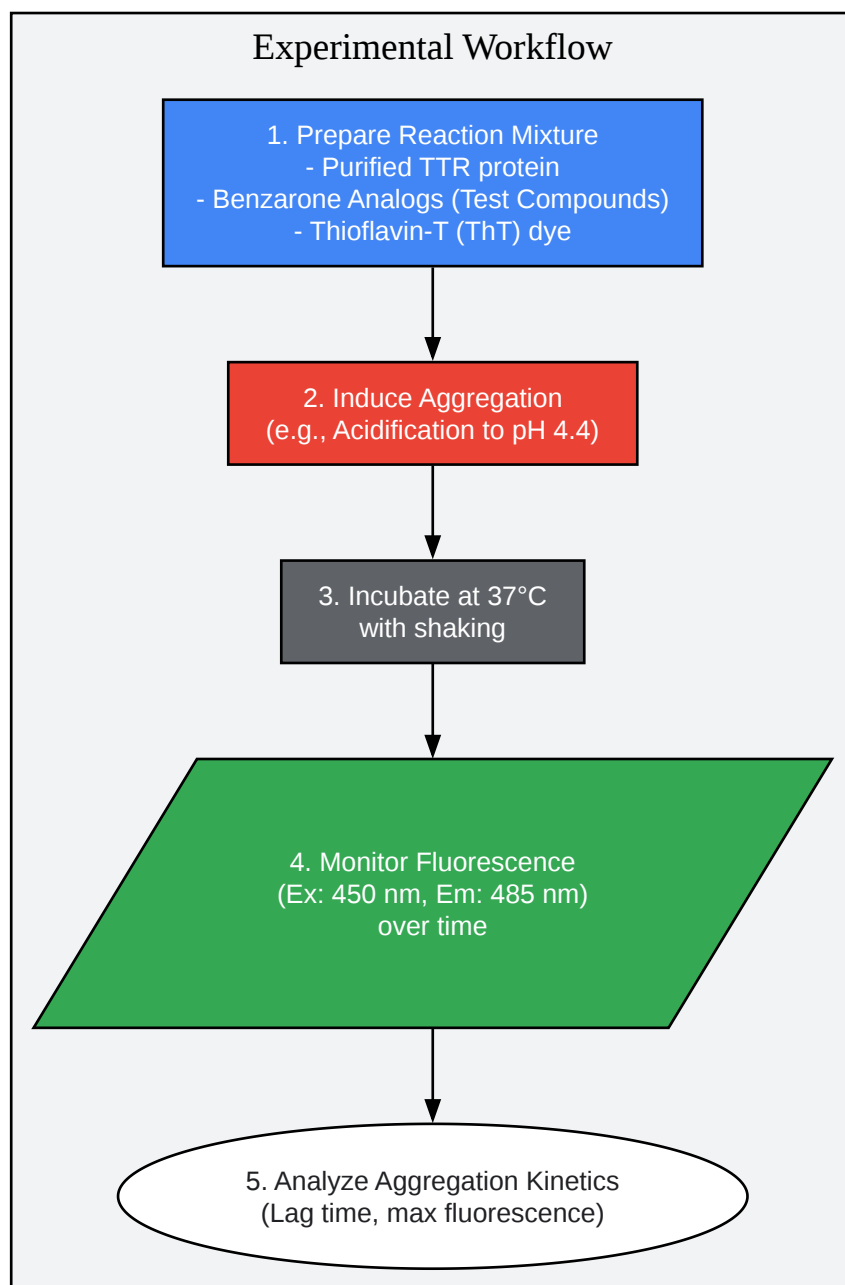 Experimental Workflow
1. Prepare Reaction Mixture
- Purified TTR protein
- Benzarone Analogs (Test Compounds)
- Thioflavin-T (ThT) dye
2. Induce Aggregation
(e.g., Acidification to pH 4.4)
3. Incubate at 37°C
with shaking
4. Monitor Fluorescence
(Ex: 450 nm, Em: 485 nm)
over time
5. Analyze Aggregation Kinetics
(Lag time, max fluorescence)